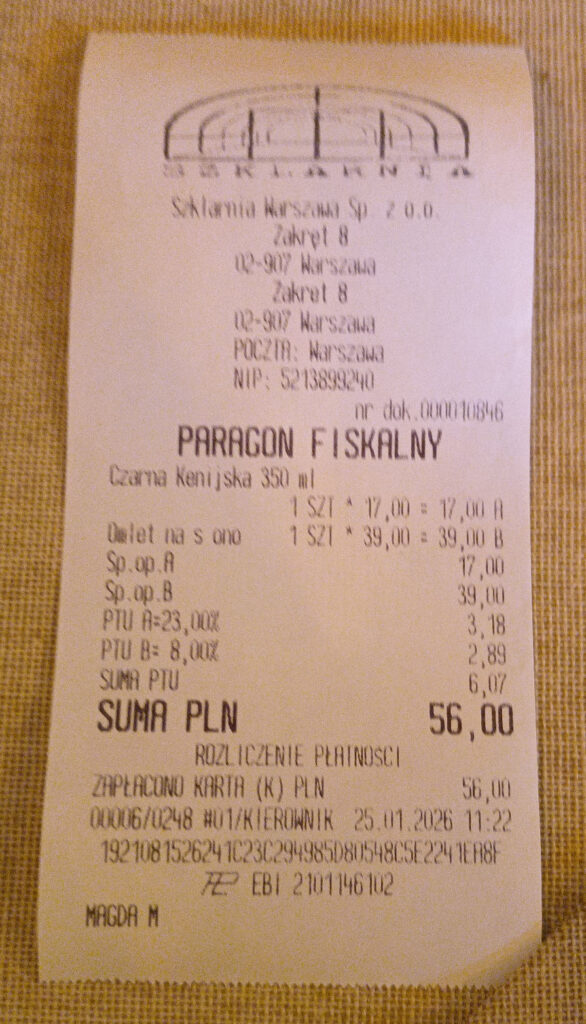 SZKLARNIA
Szklarnia Warszawa Sp. z o.o.
Zakręt 8
02-907 Warszawa
Zakret 8
02-907 Warszawa
POCZTA: Warszawa
NIP: 5213899240
nr dok.000010846
PARAGON FISKALNY
Czarna Kenijska 350 ml
1 SZT * 17,00 = 17,00 A
Omlet na s ono 1 SZT * 39,00 = 39,00 B
Sp.op.A 17,00
Sp.op.B 39,00
PTU A=23,00% 3,18
PTU B= 8,00% 2,89
SUMA PTU 6,07
SUMA PLN 56,00
ROZLICZENIE PŁATNOŚCI
ZAPŁACONO KARTA (K) PLN 56,00
00006/0248 #01/KIEROWNIK 25.01.2026 11:22
1921081526241C23C294985D80548C5E2241EA8F
EBI 2101146102
MAGDA M